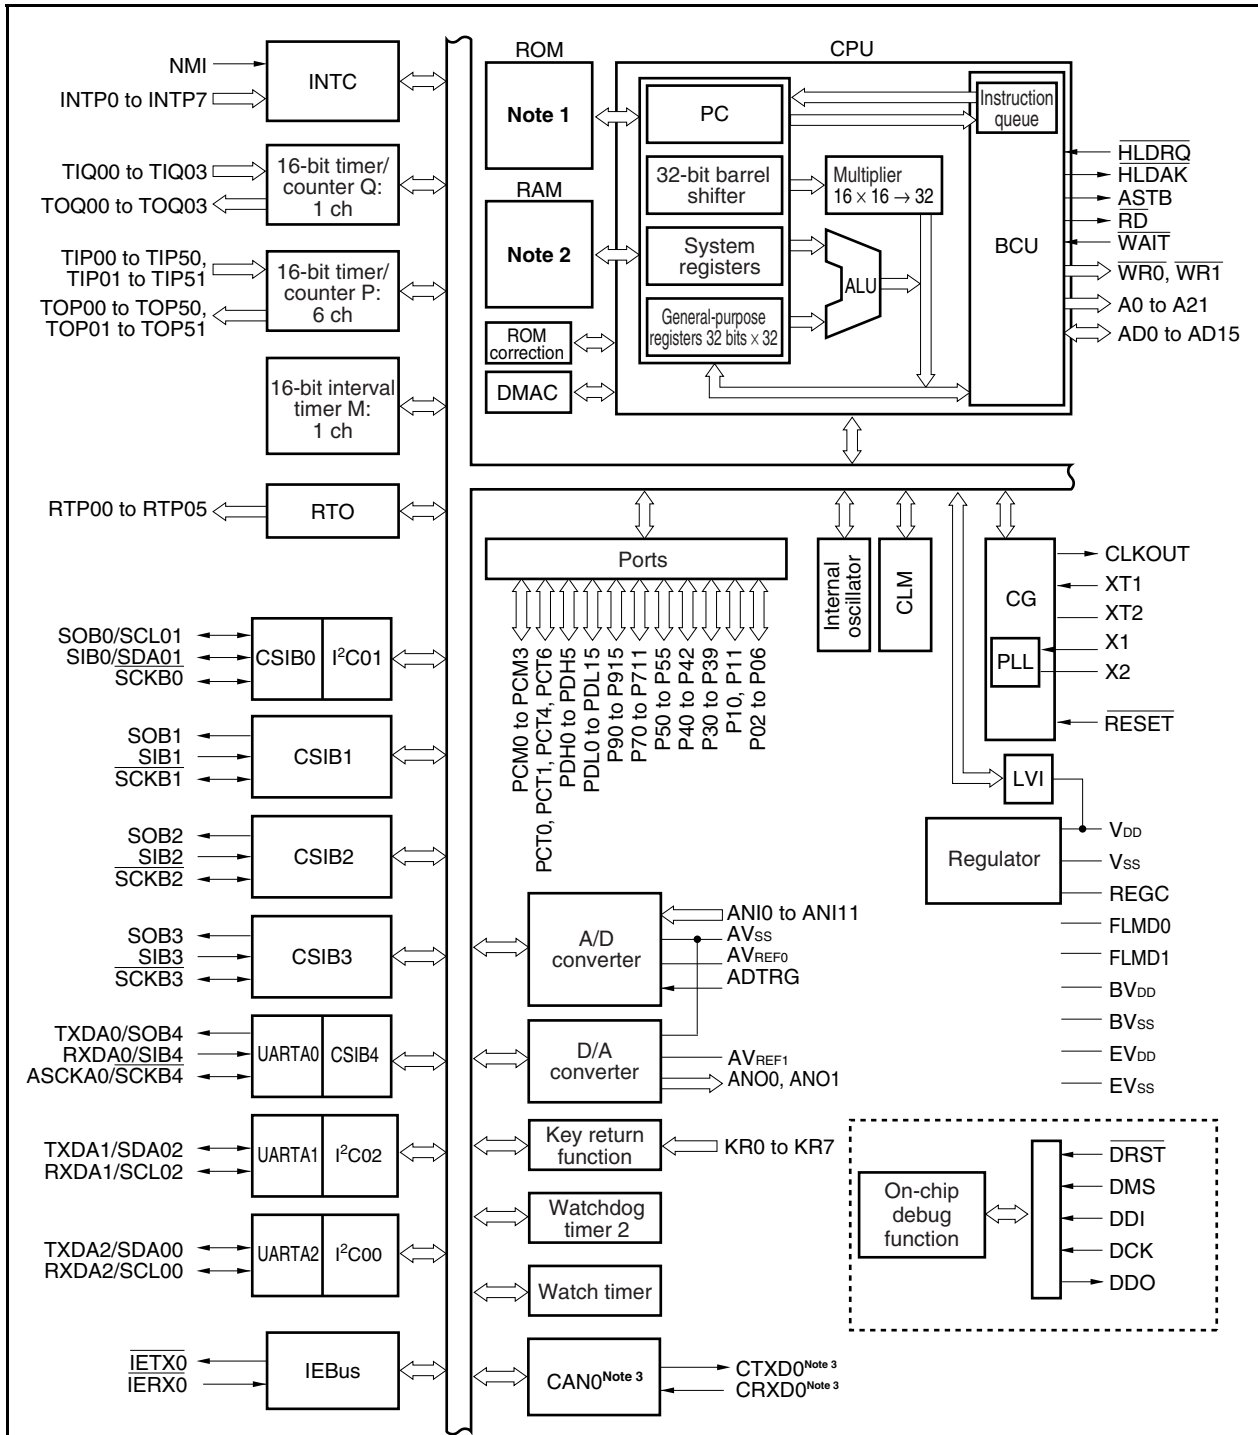 NMI
INTP0 to INTP7
INTC
TIQ00 to TIQ03
TOQ00 to TOQ03
16-bit timer/
counter Q:
1 ch
TIP00 to TIP50,
TIP01 to TIP51
TOP00 to TOP50,
TOP01 to TOP51
16-bit timer/
counter P:
6 ch
16-bit interval
timer M:
1 ch
RTP00 to RTP05
RTO
SOB0/SCL01
SIB0/SDA01
SCKB0
CSIB0
I²C01
SOB1
SIB1
SCKB1
CSIB1
SOB2
SIB2
SCKB2
CSIB2
SOB3
SIB3
SCKB3
CSIB3
TXDA0/SOB4
RXDA0/SIB4
ASCKA0/SCKB4
UARTA0
CSIB4
TXDA1/SDA02
RXDA1/SCL02
UARTA1
I²C02
TXDA2/SDA00
RXDA2/SCL00
UARTA2
I²C00
IETX0
IERX0
IEBus
ROM
Note 1
RAM
Note 2
ROM
correction
DMAC
CPU
PC
32-bit barrel
shifter
System
registers
General-purpose
registers 32 bits × 32
Multiplier
16 × 16 → 32
ALU
Instruction
queue
BCU
HLDRQ
HLDAK
ASTB
RD
WAIT
WR0, WR1
A0 to A21
AD0 to AD15
Ports
PCM0 to PCM3
PCT0, PCT1, PCT4, PCT6
PDH0 to PDH5
PDL0 to PDL15
P90 to P915
P70 to P711
P50 to P55
P40 to P42
P30 to P39
P10, P11
P02 to P06
Internal
oscillator
CLM
CG
PLL
CLKOUT
XT1
XT2
X1
X2
RESET
LVI
Regulator
VDD
VSS
REGC
FLMD0
FLMD1
BVDD
BVSS
EVDD
EVSS
A/D
converter
ANI0 to ANI11
AVSS
AVREF0
ADTRG
D/A
converter
AVREF1
ANO0, ANO1
Key return
function
KR0 to KR7
Watchdog
timer 2
Watch timer
CAN0Note 3
CTXD0Note 3
CRXD0Note 3
On-chip
debug
function
DRST
DMS
DDI
DCK
DDO